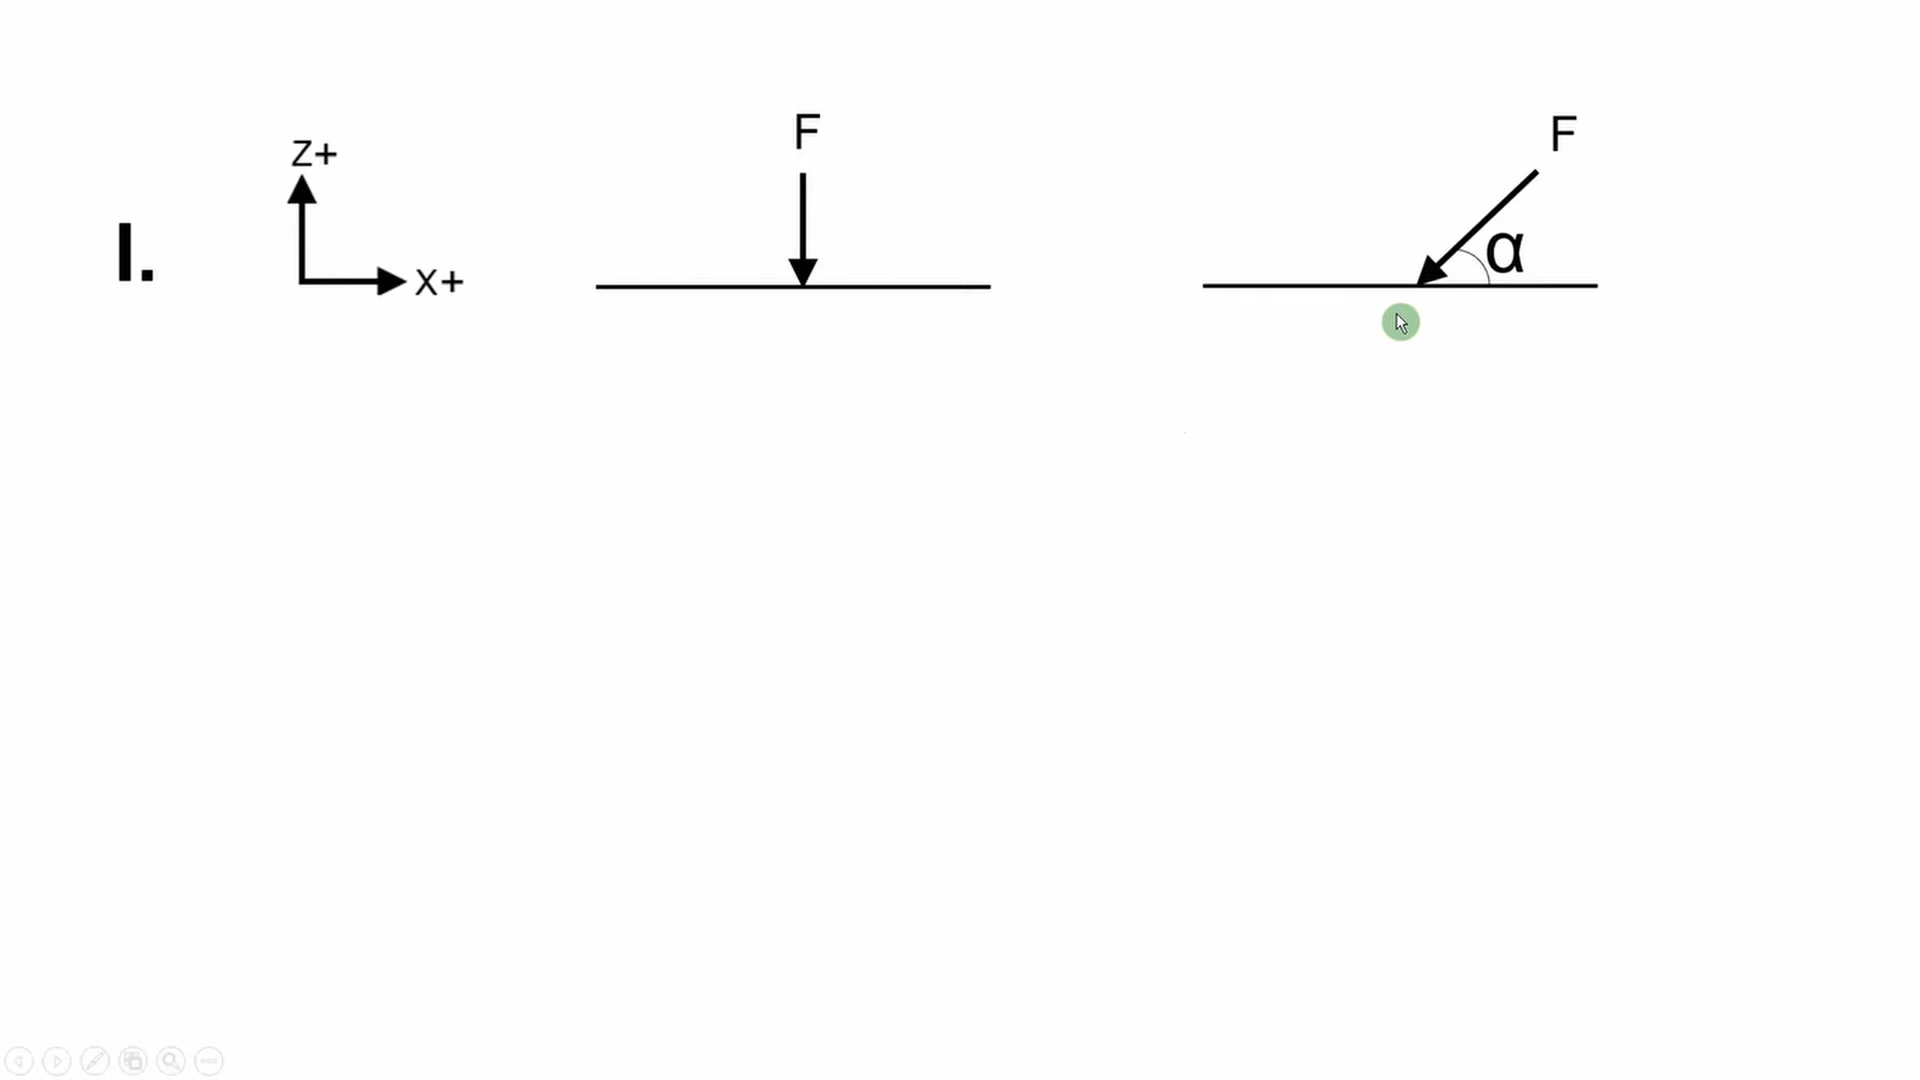 I.
Z+
X+
F
F
α